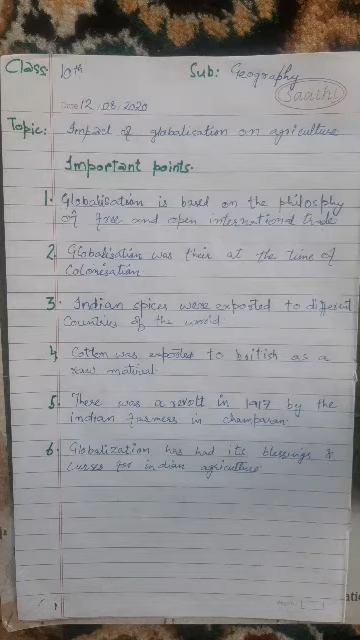 Class: 10th Sub: Geography
Saathi
Date 12.08.2020
Topic: Impact of globalisation on agriculture
Important points.
1. Globalisation is based on the philosphy
of free and open international trade
2. Globalisation was their at the time of
Colonisation
3. Indian spices were exported to different
Countries of the world
4. Cotton was exported to british as a
raw material
5. There was a revolt in 1917 by the
indian farmers in champaran.
6. Globalization has had its blessings &
curses for indian agriculture